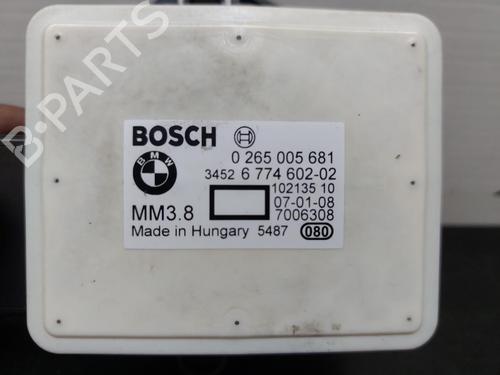 B-PARTS
BOSCH
BMW
0 265 005 681
3452 6 774 602-02
102135 10
07-01-08
MM3.8 7006308
Made in Hungary 5487 080